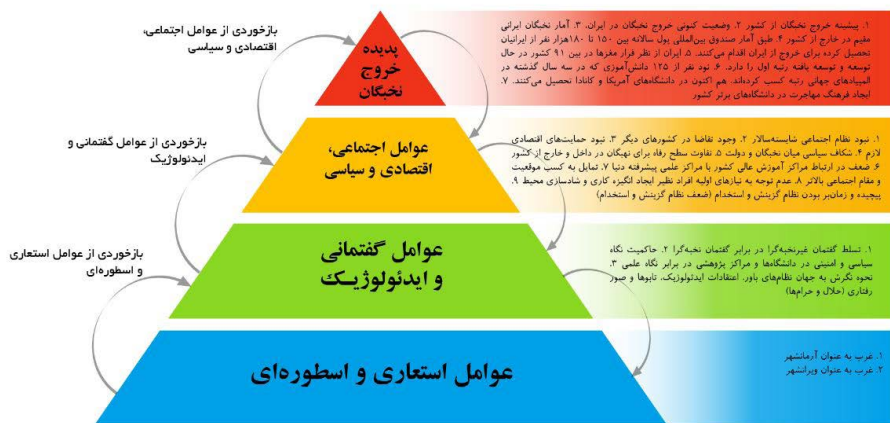 بازخوردی از عوامل اجتماعی،
اقتصادی و سیاسی
پدیده
خروج
نخبگان
۱. پیشینه خروج نخبگان از کشور ۲. وضعیت کنونی خروج نخبگان در ایران. ۳. آمار نخبگان ایرانی
مقیم در خارج از کشور ۴. طبق آمار صندوق بین‌المللی پول سالانه بین ۱۵۰ تا ۱۸۰هزار نفر از ایرانیان
تحصیل کرده برای خروج از ایران اقدام می‌کنند. ۵. ایران از نظر فرار مغزها در بین ۹۱ کشور در حال
توسعه و توسعه یافته رتبه اول را دارد. ۶. نود نفر از ۱۲۵ دانش‌آموزی که در سه سال گذشته در
المپیادهای جهانی رتبه کسب کرده‌اند، هم اکنون در دانشگاه‌های آمریکا و کانادا تحصیل می‌کنند. ۷.
ایجاد فرهنگ مهاجرت در دانشگاه‌های برتر کشور
بازخوردی از عوامل گفتمانی و
ایدئولوژیک
عوامل اجتماعی،
اقتصادی و سیاسی
۱. نبود نظام اجتماعی شایسته‌سالار ۲. وجود تقاضا در کشورهای دیگر ۳. نبود حمایت‌های اقتصادی
لازم ۴. شکاف سیاسی میان نخبگان و دولت ۵. تفاوت سطح رفاه برای نخبگان در داخل و خارج از کشور
۶. ضعف در ارتباط مراکز آموزش عالی کشور با مراکز علمی پیشرفته دنیا ۷. تمایل به کسب موقعیت
و مقام اجتماعی بالاتر ۸. عدم توجه به نیازهای اولیه افراد نظیر ایجاد انگیزه کاری و شادسازی محیط ۹.
پیچیده و زمان‌بر بودن نظام گزینش و استخدام (ضعف نظام گزینش و استخدام)
بازخوردی از عوامل استعاری
و اسطوره‌ای
عوامل گفتمانی
و ایدئولوژیک
۱. تسلط گفتمان غیرنخبه‌گرا در برابر گفتمان نخبه‌گرا ۲. حاکمیت نگاه
سیاسی و امنیتی در دانشگاه‌ها و مراکز پژوهشی در برابر نگاه علمی ۳.
نحوه نگرش به جهان نظام‌های باور، اعتقادات ایدئولوژیک، تابوها و صور
رفتاری (حلال و حرام‌ها)
عوامل استعاری و اسطوره‌ای
۱. غرب به عنوان آرمانشهر
۲. غرب به عنوان ویرانشهر